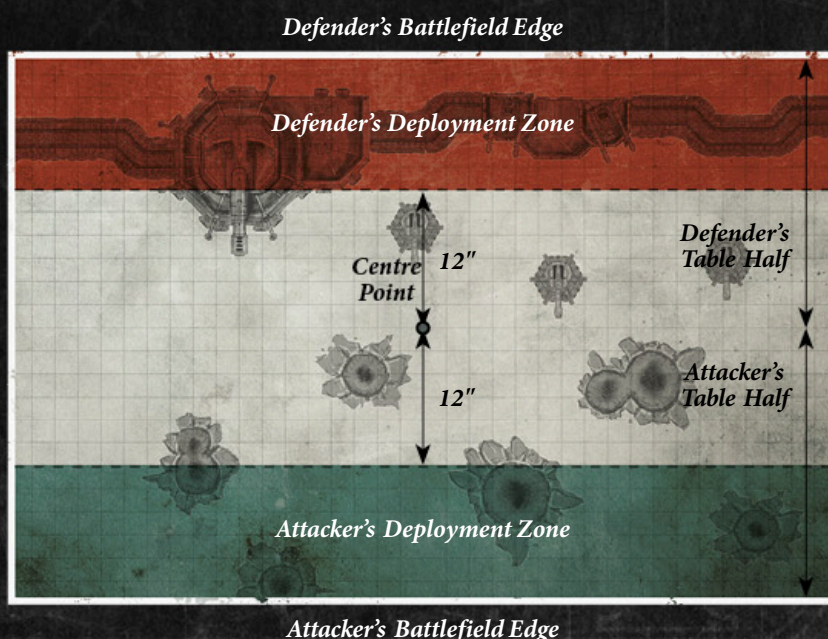 Defender's Battlefield Edge
Defender's Deployment Zone
Defender's
Table Half
12"
Centre
Point
Attacker's
Table Half
12"
Attacker's Deployment Zone
Attacker's Battlefield Edge